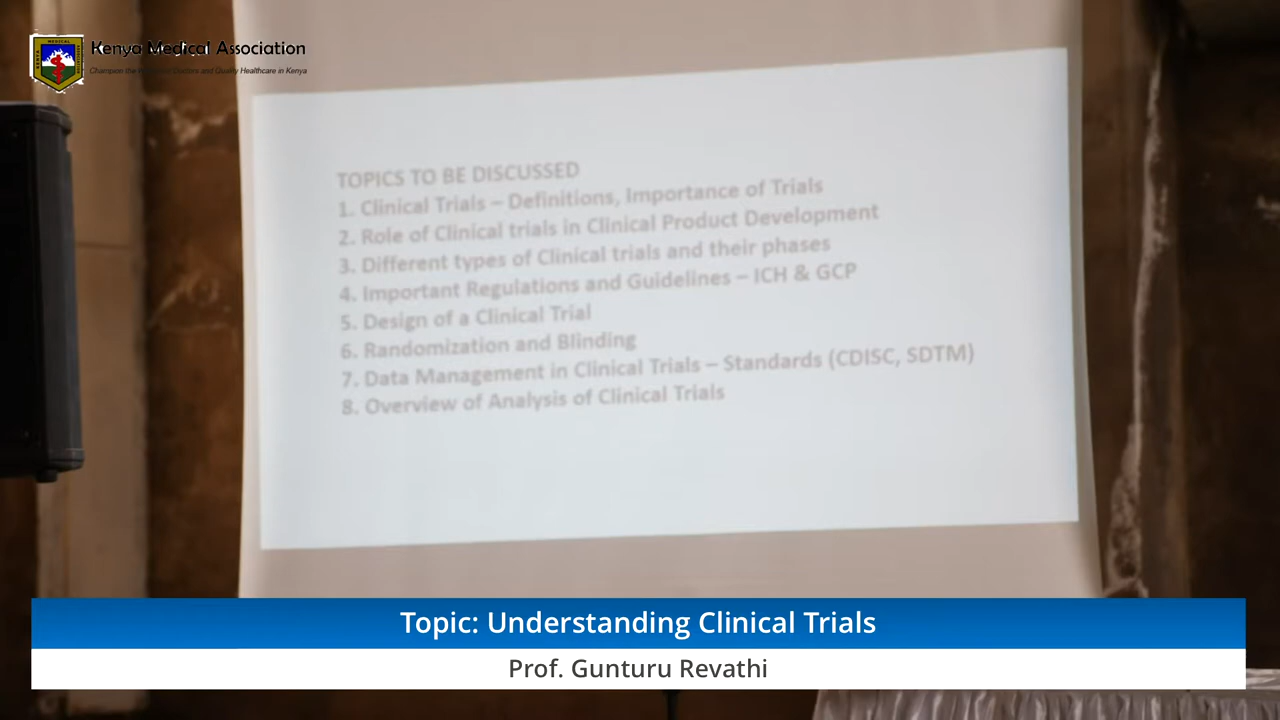 Kenya Medical Association
TOPICS TO BE DISCUSSED
1. Clinical Trials – Definitions, Importance of Trials
2. Role of Clinical trials in Clinical Product Development
3. Different types of Clinical trials and their phases
4. Important Regulations and Guidelines – ICH & GCP
5. Design of a Clinical Trial
6. Randomization and Blinding
7. Data Management in Clinical Trials – Standards (CDISC, SDTM)
8. Overview of Analysis of Clinical Trials
Topic: Understanding Clinical Trials
Prof. Gunturu Revathi